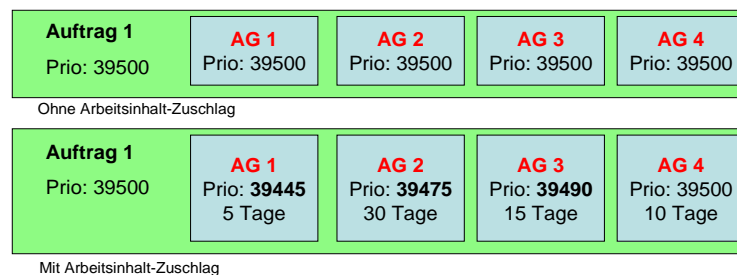 Auftrag 1
Prio: 39500
AG 1
Prio: 39500
AG 2
Prio: 39500
AG 3
Prio: 39500
AG 4
Prio: 39500
Ohne Arbeitsinhalt-Zuschlag
Auftrag 1
Prio: 39500
AG 1
Prio: 39445
5 Tage
AG 2
Prio: 39475
30 Tage
AG 3
Prio: 39490
15 Tage
AG 4
Prio: 39500
10 Tage
Mit Arbeitsinhalt-Zuschlag